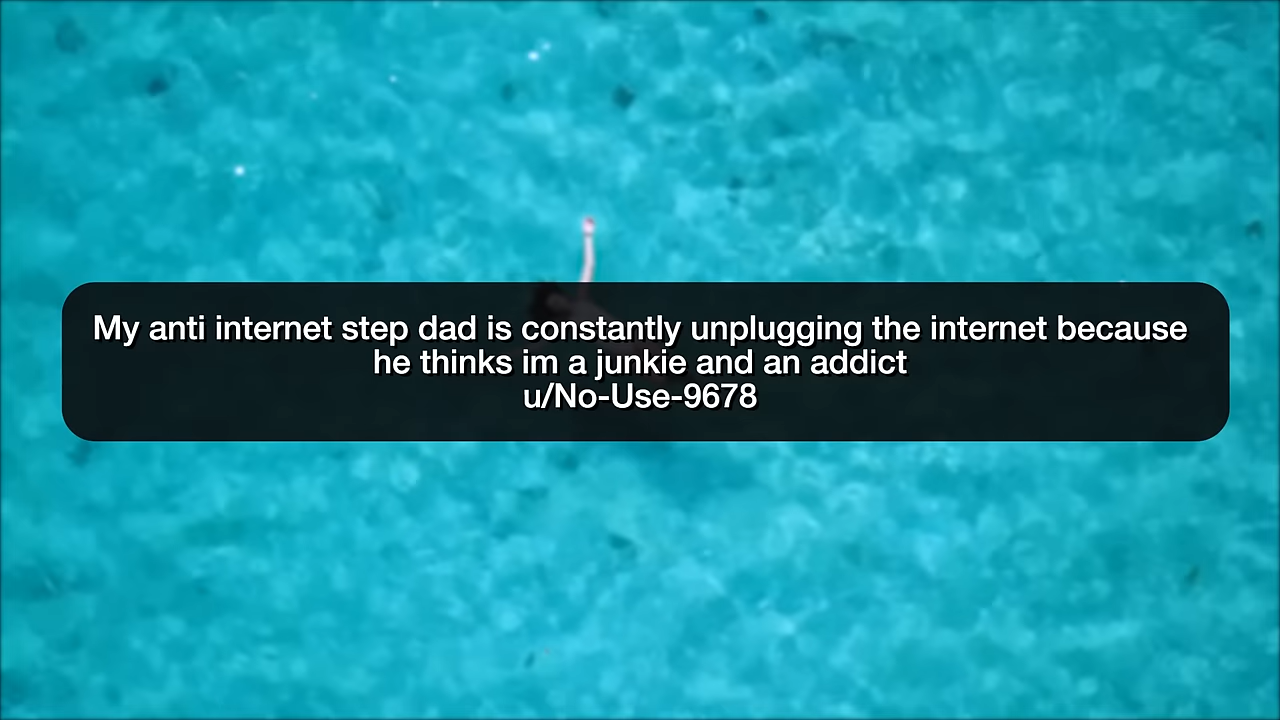 My anti internet step dad is constantly unplugging the internet because
he thinks im a junkie and an addict
u/No-Use-9678